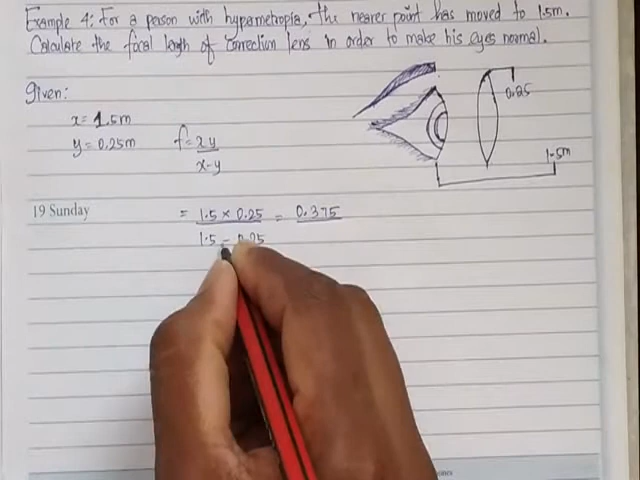 Example 4: For a person with hypametropia, the nearer point has moved to 1.5m.
Calculate the focal length of correction lens in order to make his eyes normal.
Given:
x = 1.5m
y = 0.25m
f = xy
x-y
0.25
1.5m
19 Sunday
= 1.5 × 0.25 = 0.375
1.5 - 0.25